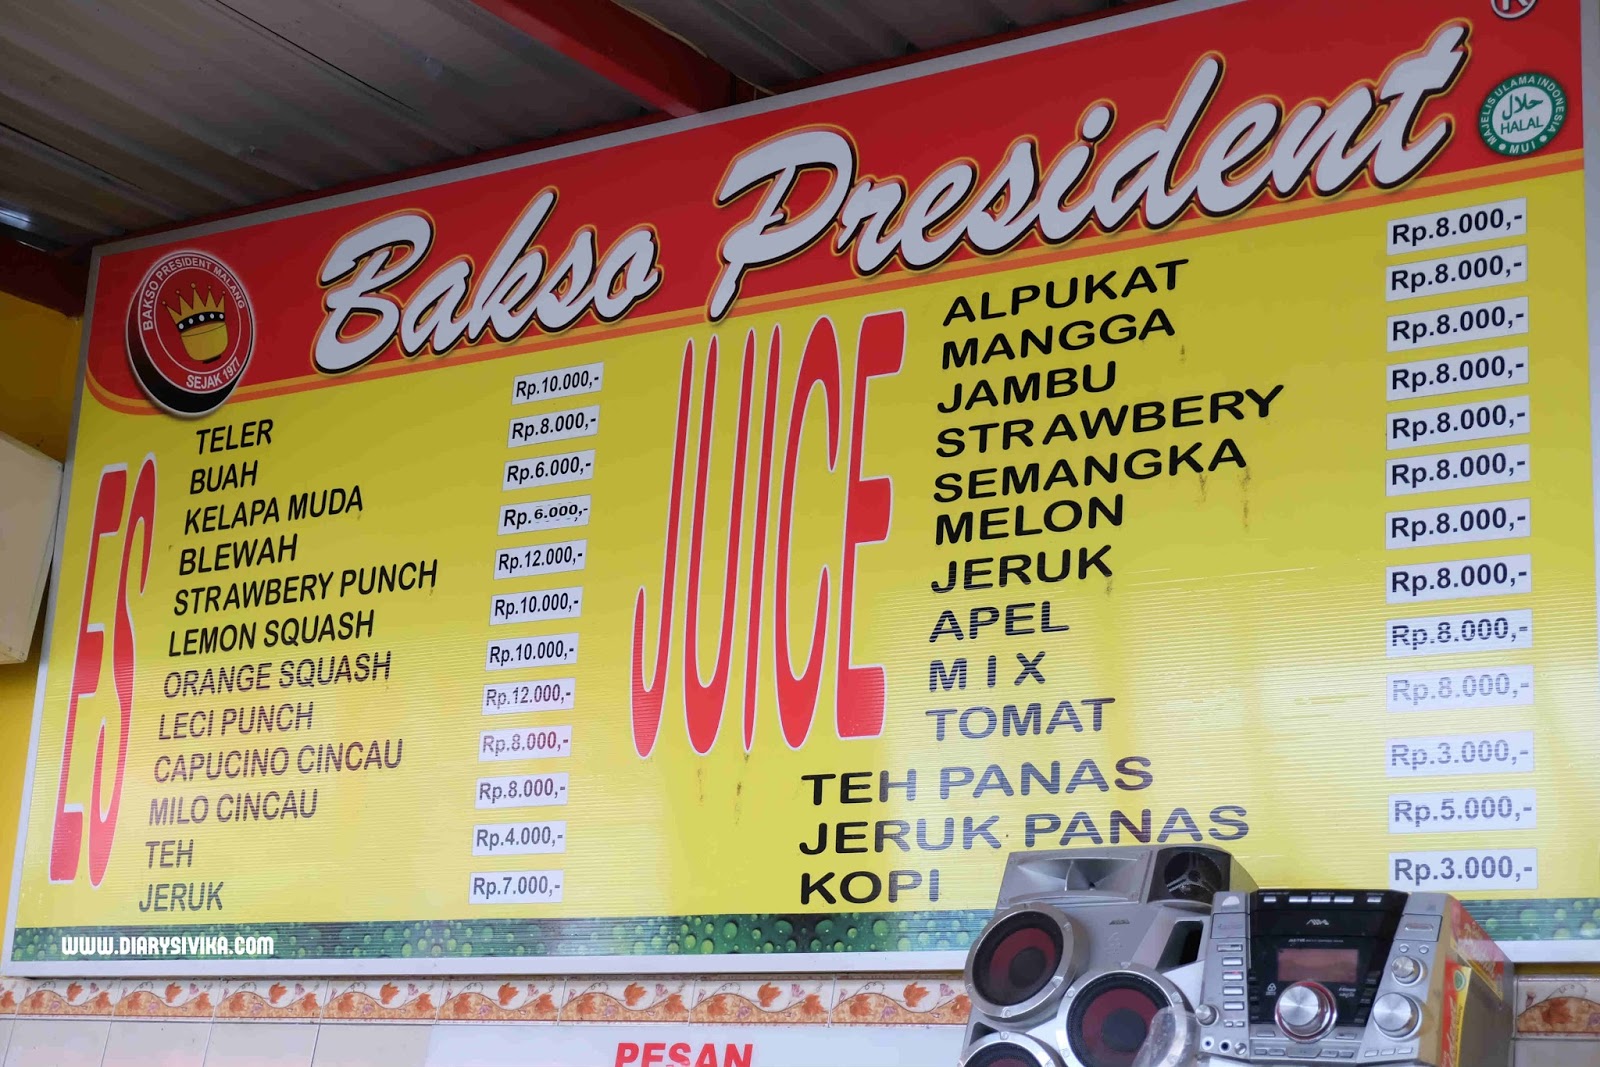 Bakso President
®
MAJELIS ULAMA INDONESIA
حلال
HALAL
MUI
BAKSO PRESIDENT MALANG
SEJAK 1977
ES
TELER Rp.10.000,-
BUAH Rp.8.000,-
KELAPA MUDA Rp.6.000,-
BLEWAH Rp.6.000,-
STRAWBERY PUNCH Rp.12.000,-
LEMON SQUASH Rp.10.000,-
ORANGE SQUASH Rp.10.000,-
LECI PUNCH Rp.12.000,-
CAPUCINO CINCAU Rp.8.000,-
MILO CINCAU Rp.8.000,-
TEH Rp.4.000,-
JERUK Rp.7.000,-
JUICE
ALPUKAT Rp.8.000,-
MANGGA Rp.8.000,-
JAMBU Rp.8.000,-
STRAWBERY Rp.8.000,-
SEMANGKA Rp.8.000,-
MELON Rp.8.000,-
JERUK Rp.8.000,-
APEL Rp.8.000,-
MIX Rp.8.000,-
TOMAT Rp.8.000,-
TEH PANAS Rp.3.000,-
JERUK PANAS Rp.5.000,-
KOPI Rp.3.000,-
WWW.DIARYSIVIKA.COM
PESAN